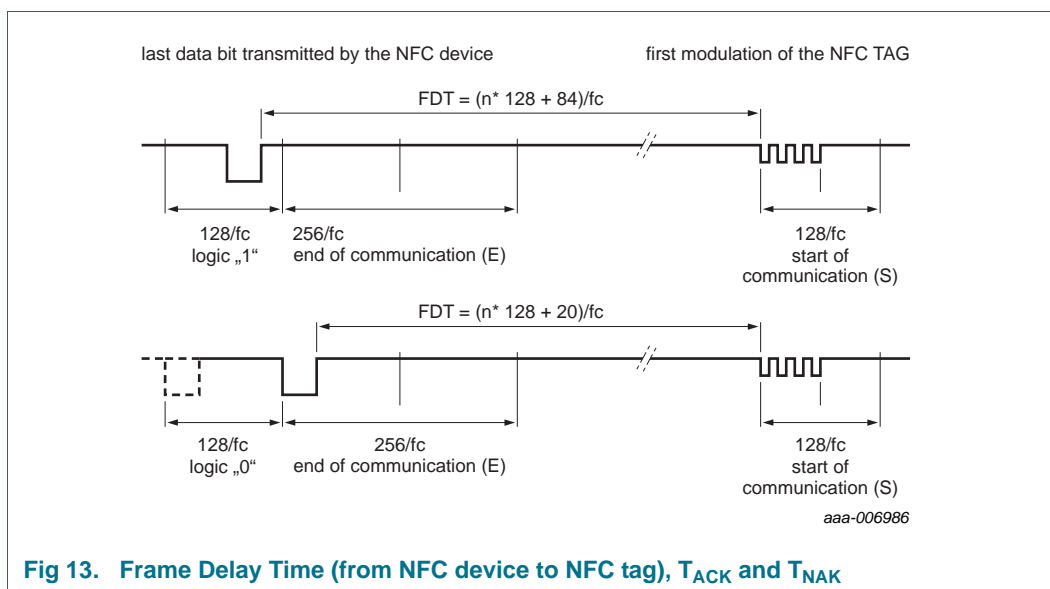 last data bit transmitted by the NFC device
first modulation of the NFC TAG
FDT = (n* 128 + 84)/fc
128/fc
logic „1“
256/fc
end of communication (E)
128/fc
start of
communication (S)
FDT = (n* 128 + 20)/fc
128/fc
logic „0“
256/fc
end of communication (E)
128/fc
start of
communication (S)
aaa-006986
Fig 13. Frame Delay Time (from NFC device to NFC tag), TACK and TNAK